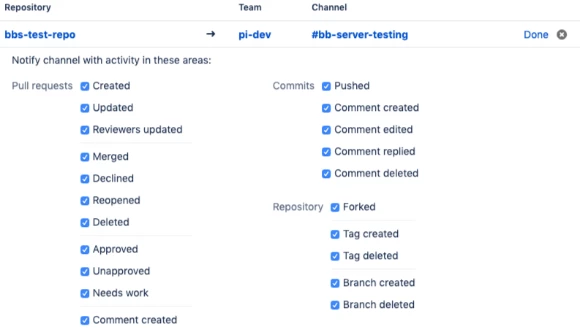 Repository Team Channel
bbs-test-repo → pi-dev #bb-server-testing Done
Notify channel with activity in these areas:
Pull requests Created Commits Pushed
Updated Comment created
Reviewers updated Comment edited
Merged Comment replied
Declined Comment deleted
Reopened Repository Forked
Deleted Tag created
Approved Tag deleted
Unapproved Branch created
Needs work Branch deleted
Comment created